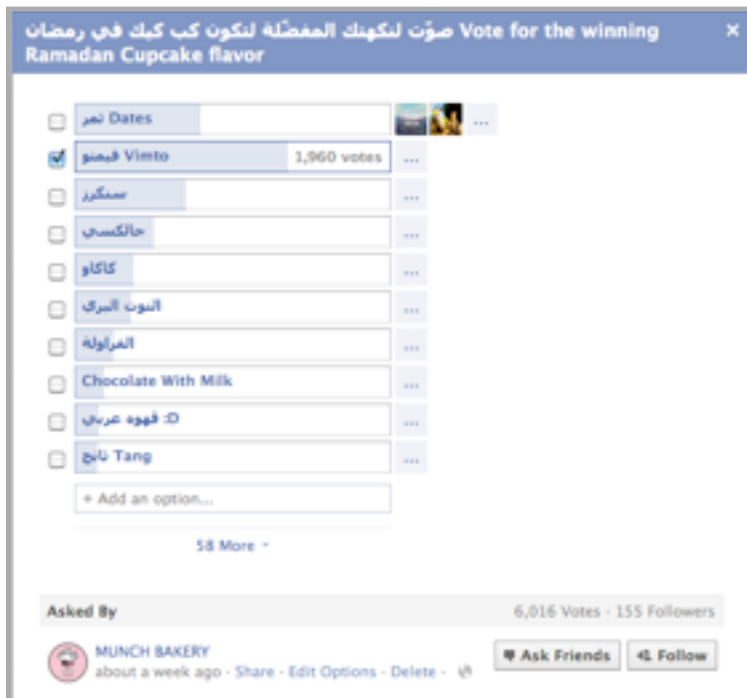 صوّت لنكهتك المفضّلة لتكون كب كيك في رمضان Vote for the winning
Ramadan Cupcake flavor
تمر Dates
...
فيمتو Vimto
1,960 votes
...
سنكرز
...
جالكسي
...
كاكاو
...
التوت البري
...
الفراولة
...
Chocolate With Milk
...
قهوه عربي :D
...
تانج Tang
...
+ Add an option...
58 More
Asked By
6,016 Votes · 155 Followers
MUNCH BAKERY
about a week ago · Share · Edit Options · Delete ·
Ask Friends
Follow